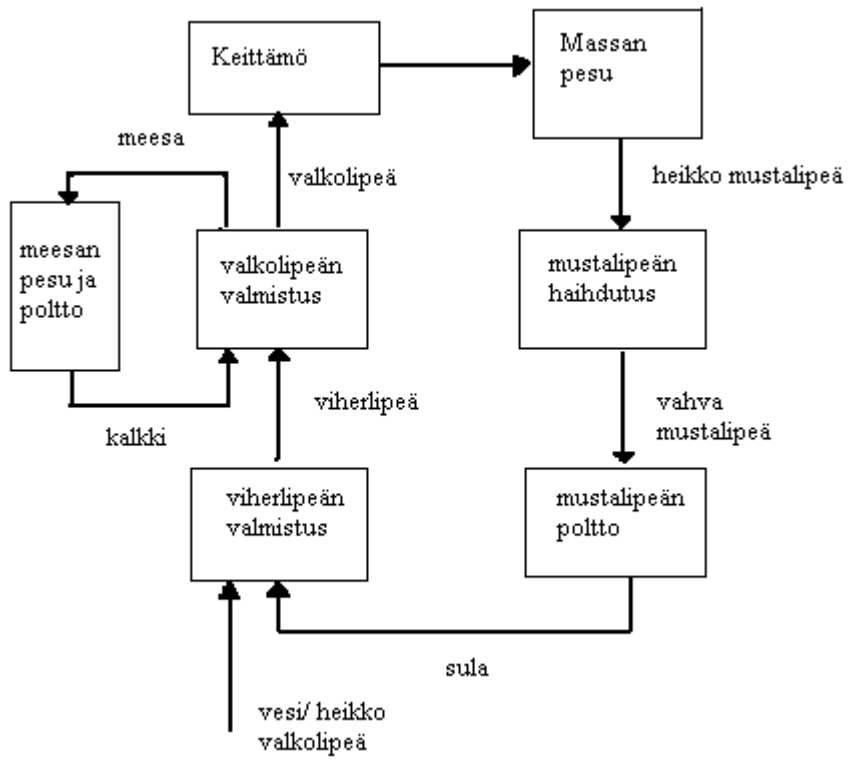 Keittämö
Massan
pesu
meesa
valkolipeä
heikko mustalipeä
meesan
pesu ja
poltto
valkolipeän
valmistus
mustalipeän
haihdutus
viherlipeä
vahva
mustalipeä
kalkki
viherlipeän
valmistus
mustalipeän
poltto
sula
vesi/ heikko
valkolipeä